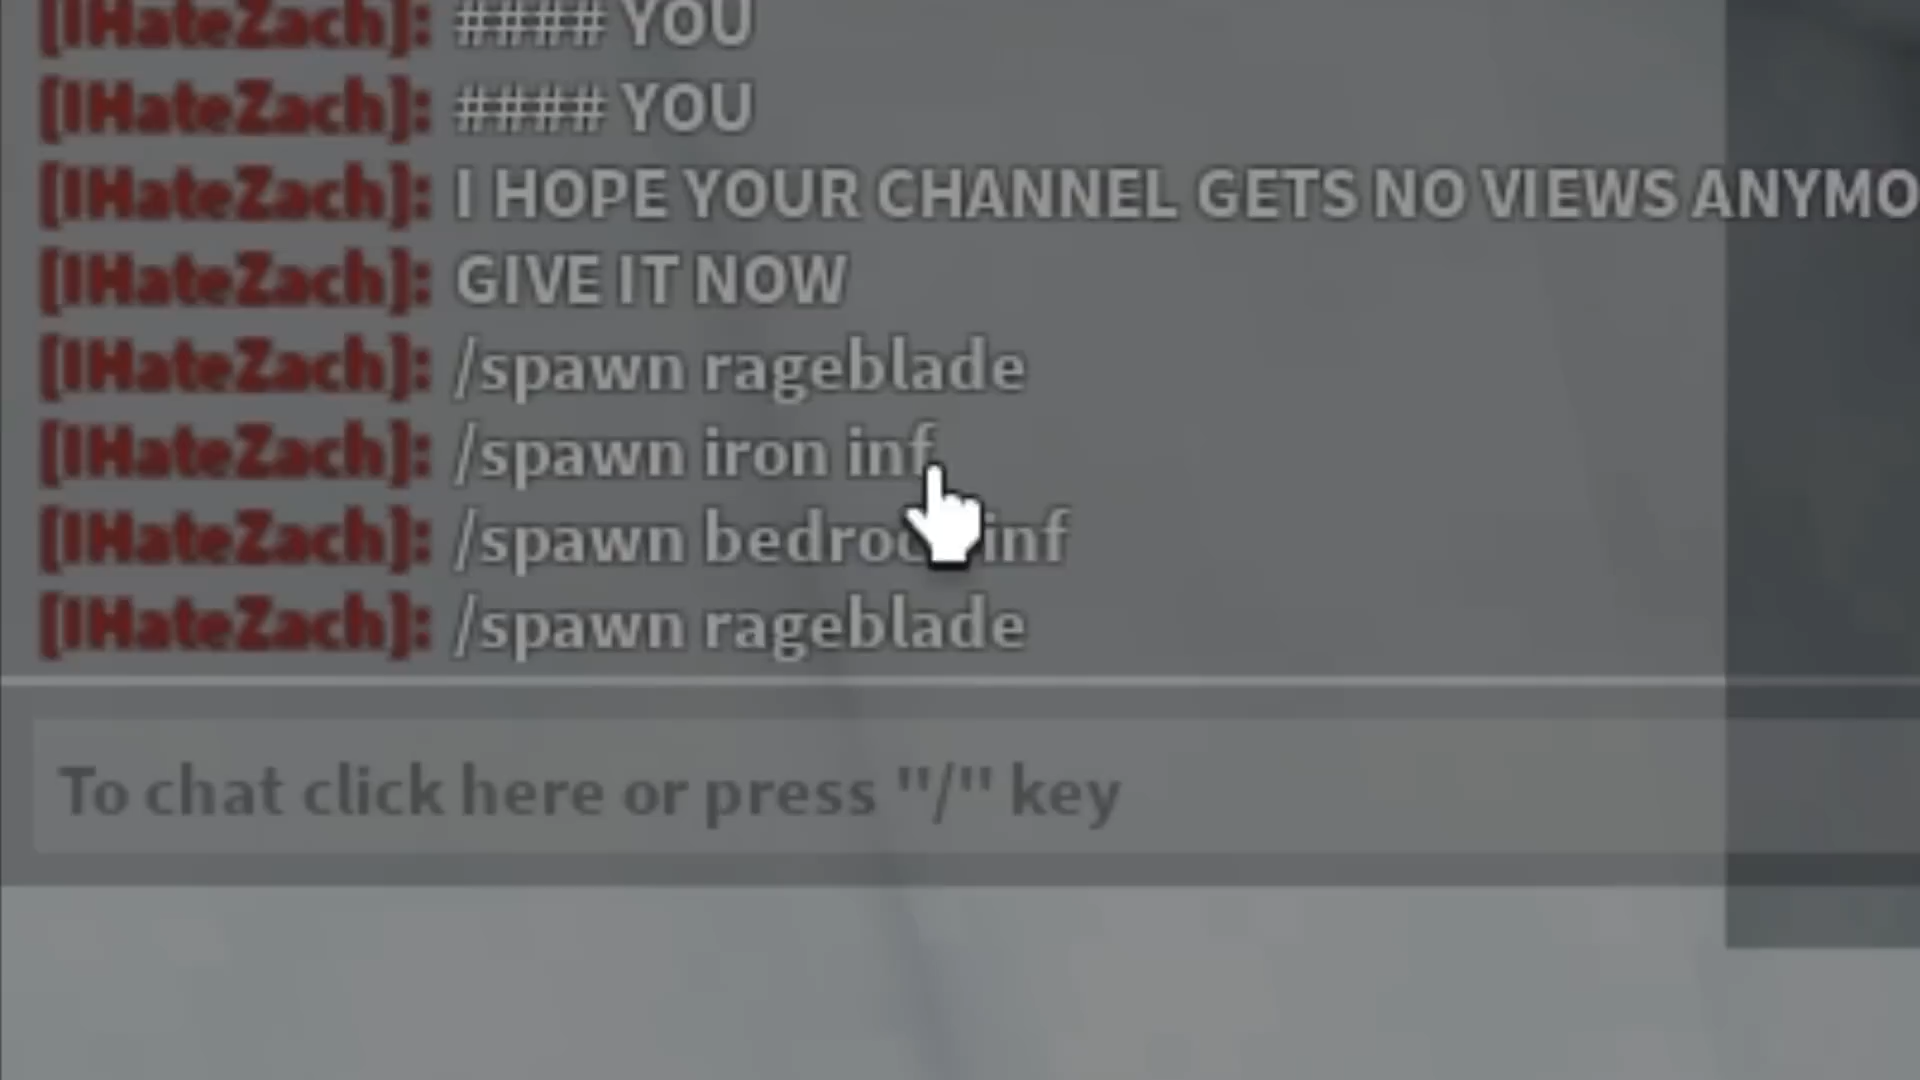 [IHateZach]: #### YOU
[IHateZach]: #### YOU
[IHateZach]: I HOPE YOUR CHANNEL GETS NO VIEWS
[IHateZach]: GIVE IT NOW
[IHateZach]: /spawn rageblade
[IHateZach]: /spawn iron inf
[IHateZach]: /spawn inf
[IHateZach]: /spawn rageblade
To chat click here or press "/" key